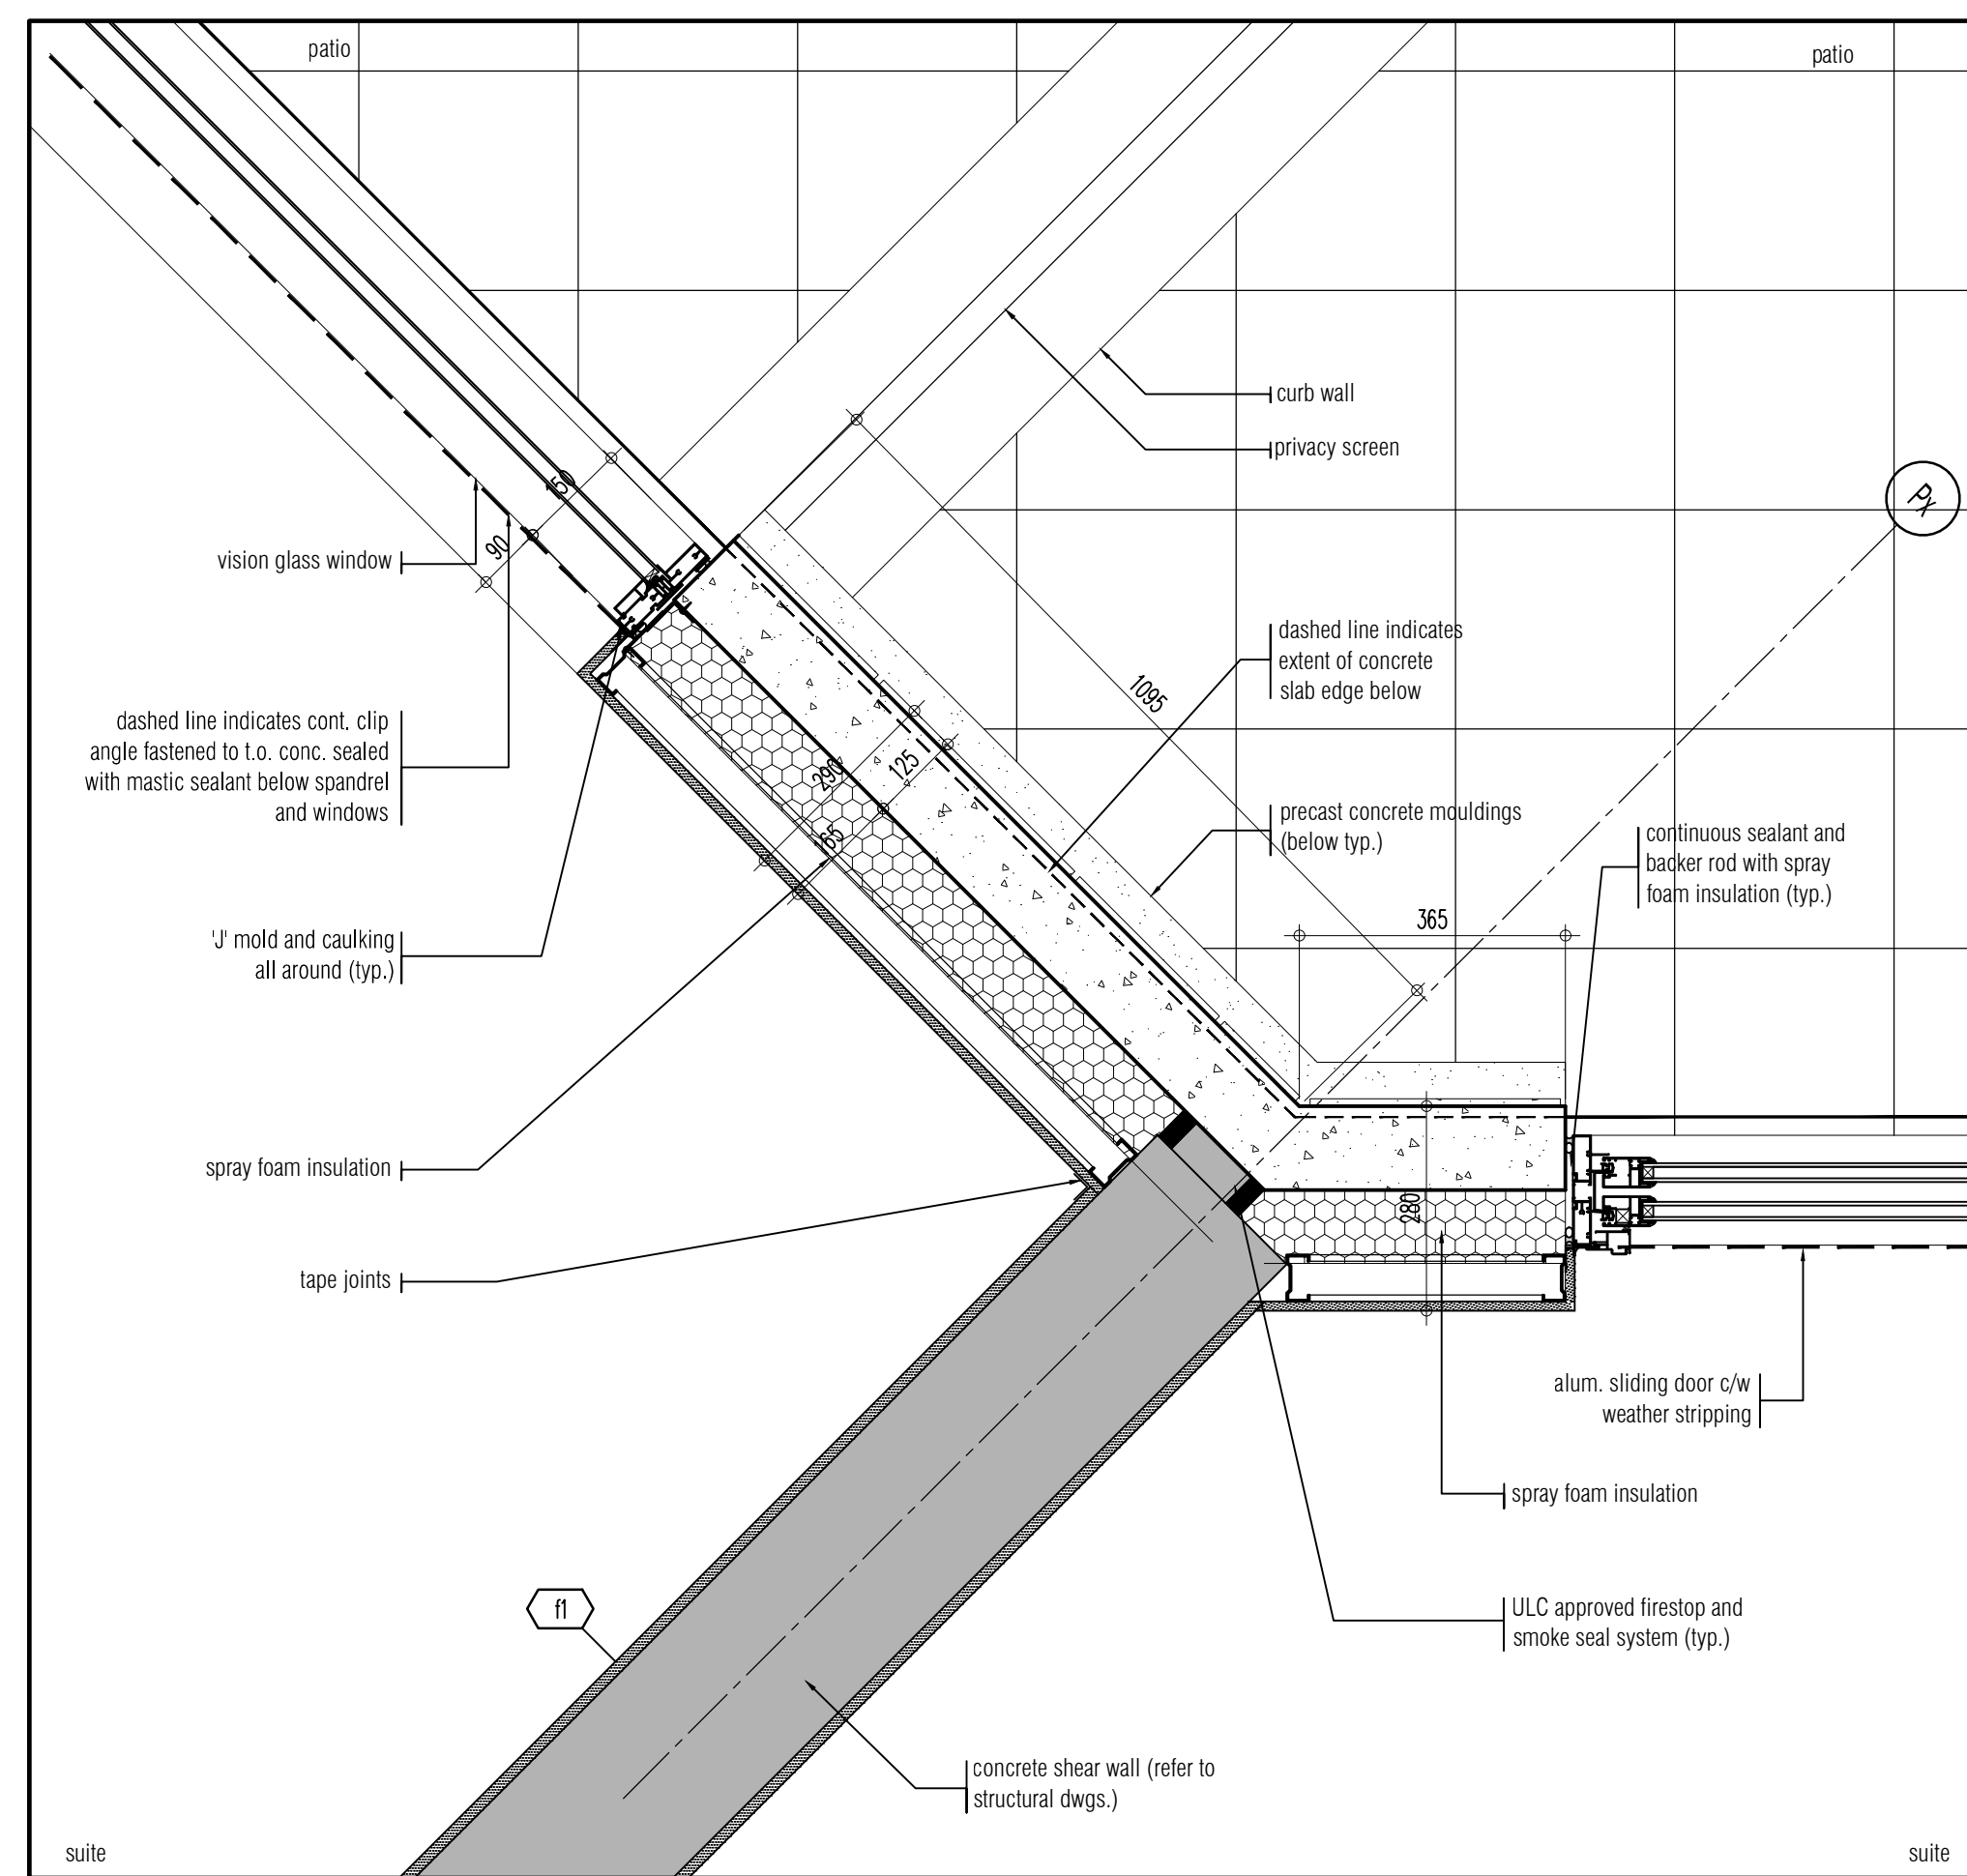 patio
patio
curb wall
privacy screen
Px
150
90
vision glass window
dashed line indicates
extent of concrete
slab edge below
1095
dashed line indicates cont. clip
angle fastened to t.o. conc. sealed
with mastic sealant below spandrel
and windows
290
125
165
precast concrete mouldings
(below typ.)
continuous sealant and
backer rod with spray
foam insulation (typ.)
365
'J' mold and caulking
all around (typ.)
spray foam insulation
280
tape joints
alum. sliding door c/w
weather stripping
spray foam insulation
f1
ULC approved firestop and
smoke seal system (typ.)
concrete shear wall (refer to
structural dwgs.)
suite
suite